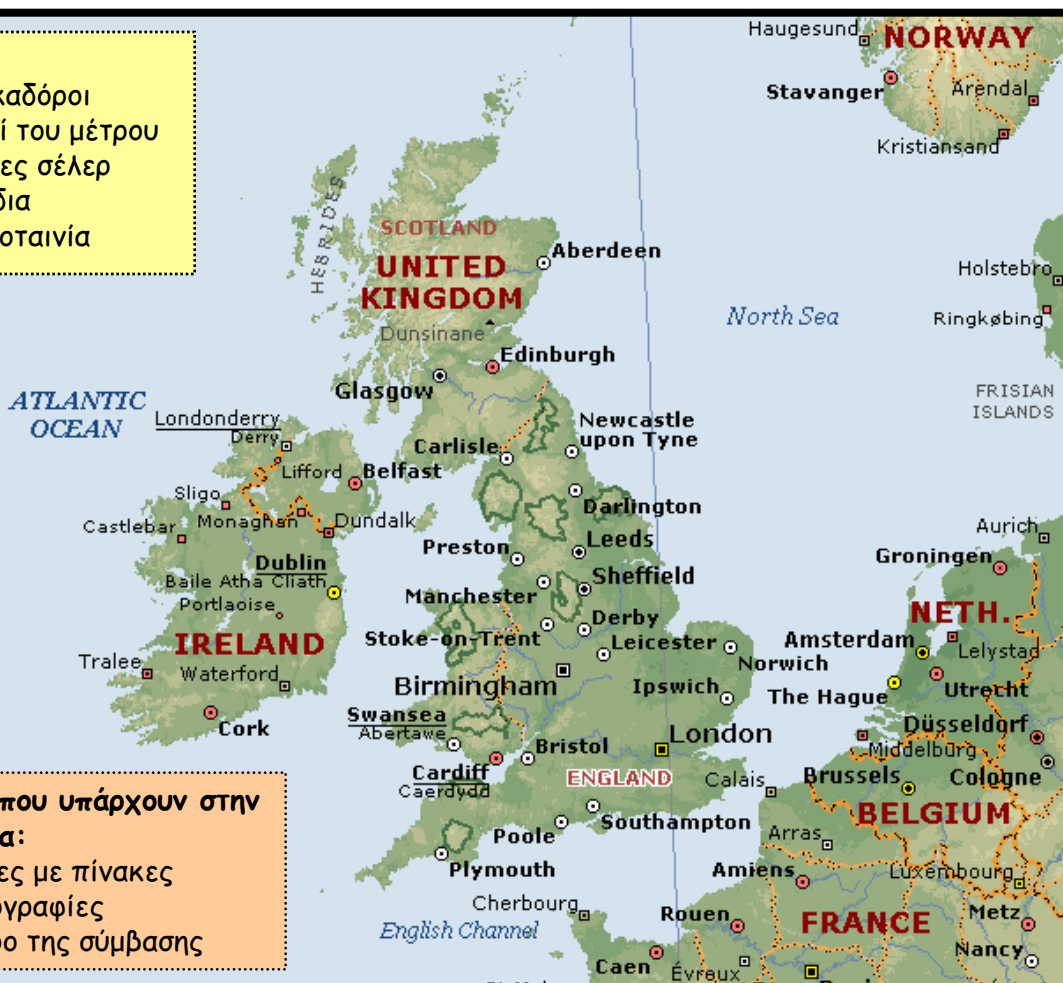 Haugesund
NORWAY
Stavanger
Arendal
Kristiansand
καδόροι
ί του μέτρου
ες σέλερ
δια
οταινία
HEBRIDES
SCOTLAND
UNITED
KINGDOM
Aberdeen
Dunsinane
Holstebro
North Sea
Ringkøbing
Edinburgh
Glasgow
FRISIAN
ISLANDS
ATLANTIC
OCEAN
Londonderry
Derry
Newcastle
upon Tyne
Carlisle
Lifford
Belfast
Sligo
Darlington
Castlebar
Monaghan
Dundalk
Aurich
Preston
Leeds
Groningen
Dublin
Baile Atha Cliath
Sheffield
Manchester
Portlaoise
Derby
NETH.
IRELAND
Stoke-on-Trent
Leicester
Amsterdam
Lelystad
Tralee
Norwich
Waterford
Birmingham
Ipswich
The Hague
Utrecht
Swansea
Abertawe
Cork
London
Düsseldorf
Bristol
Middelburg
Cardiff
Caerdydd
ENGLAND
Calais
Brussels
Cologne
BELGIUM
Poole
Southampton
Arras
Plymouth
Amiens
Luxembourg
που υπάρχουν στην
α:
ες με πίνακες
ογραφίες
ρο της σύμβασης
Cherbourg
English Channel
Rouen
FRANCE
Metz
Nancy
Caen
Évreux